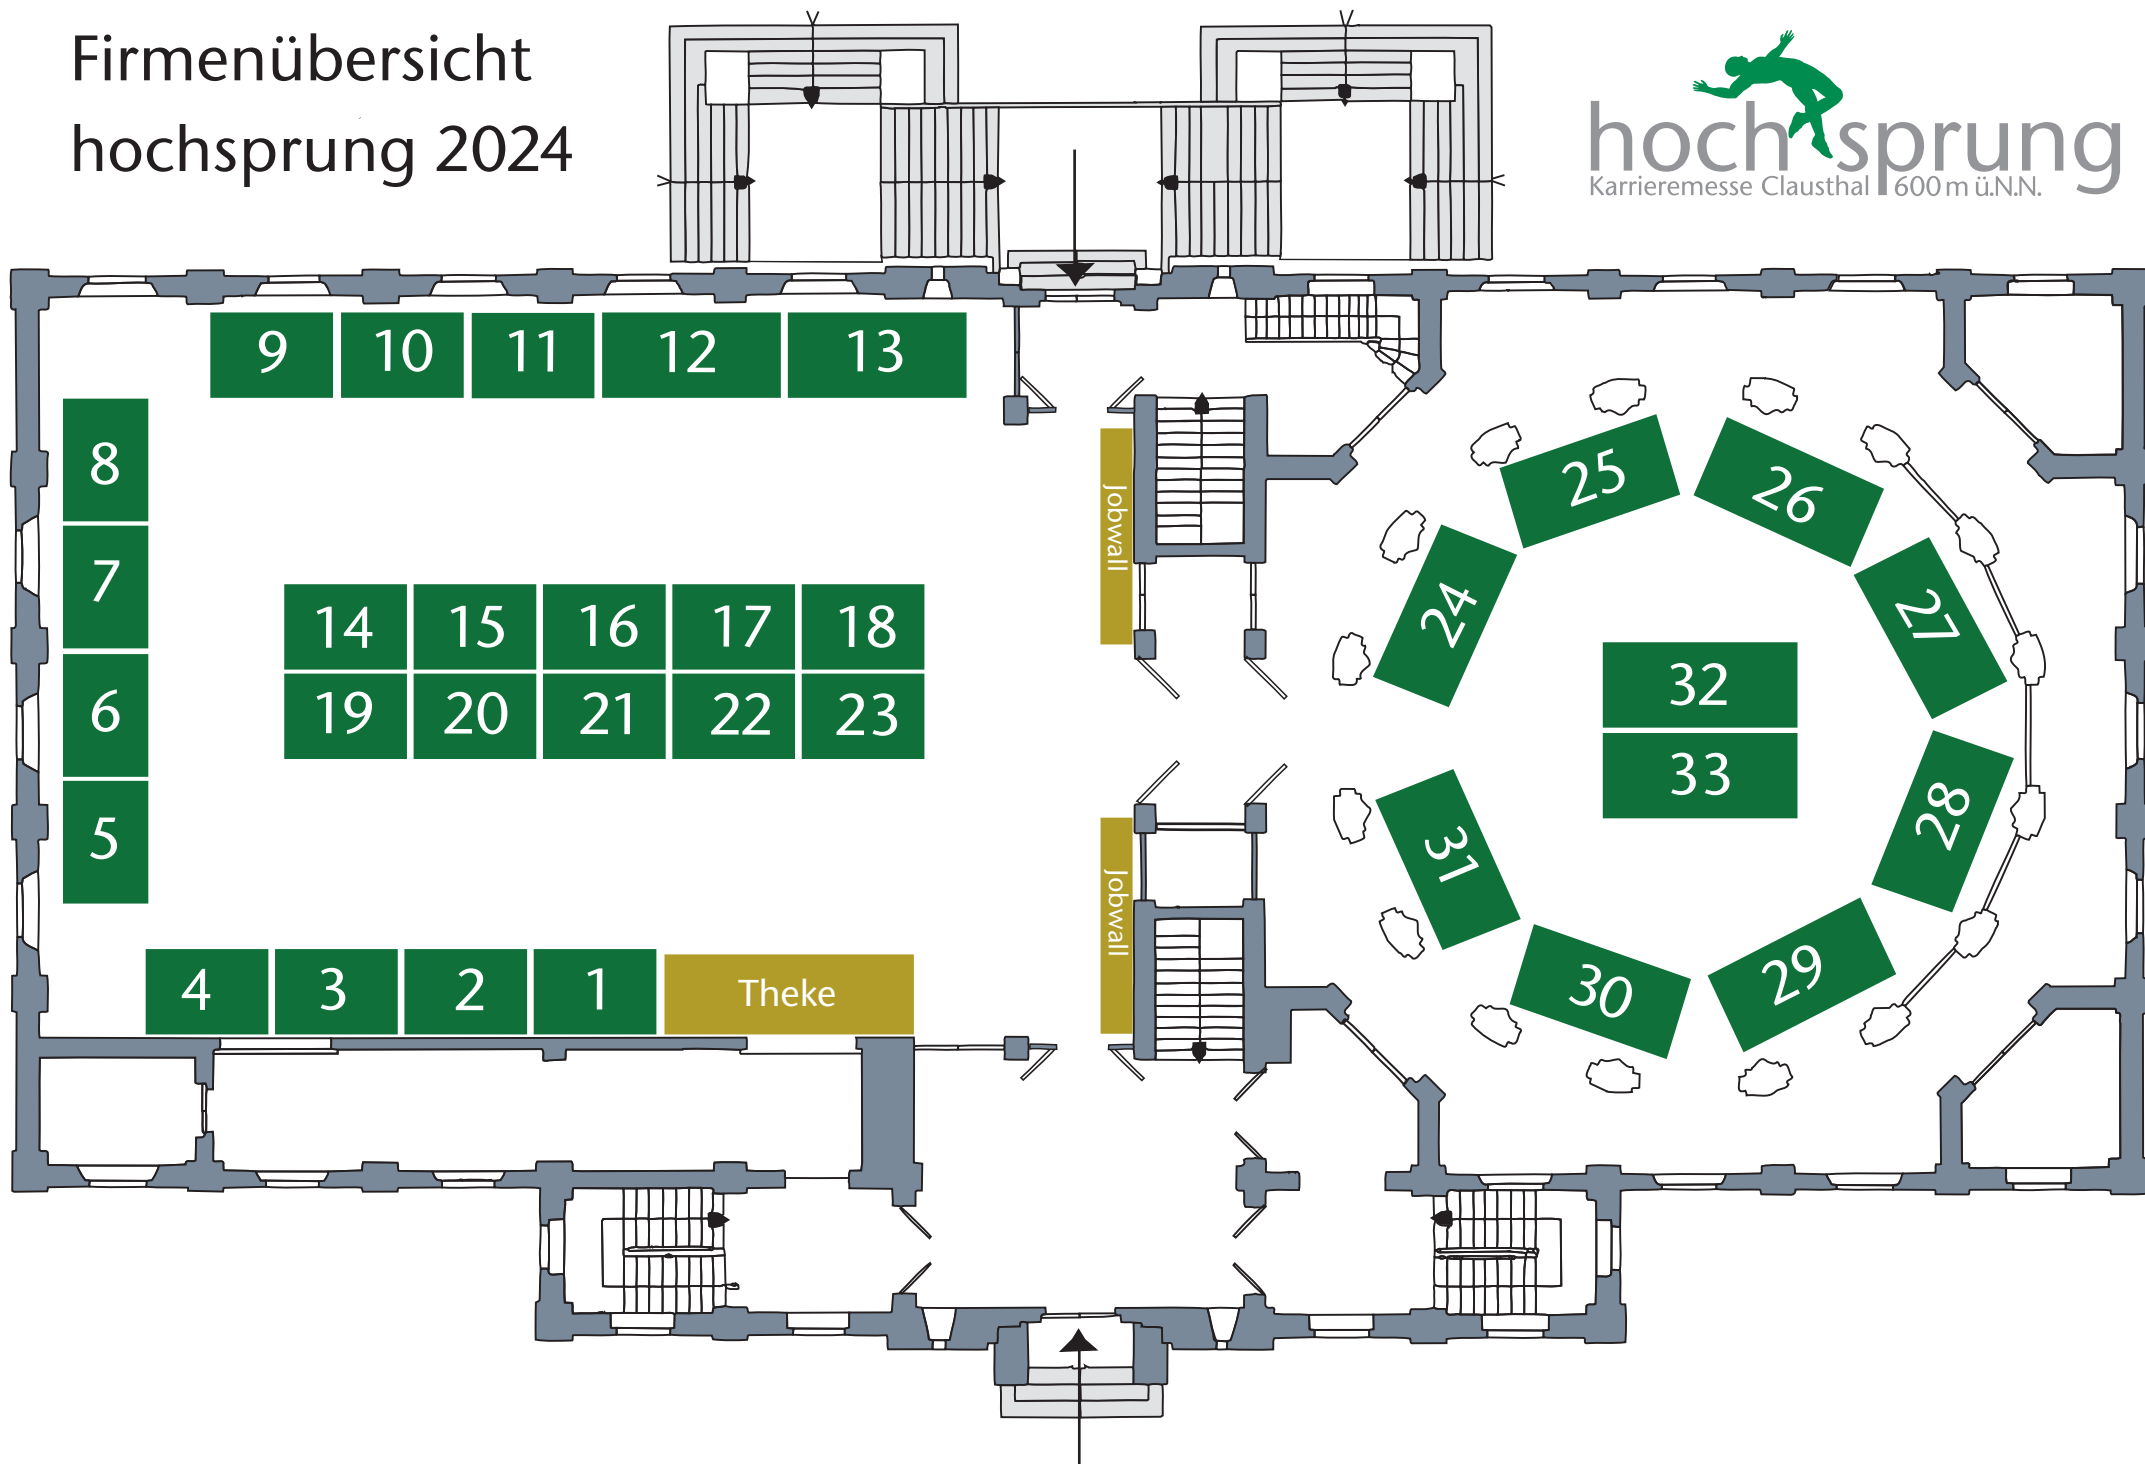 Firmenübersicht
hochsprung 2024
hochsprung
Karrieremesse Clausthal 600 m ü.N.N.
9 10 11 12 13
8
7
6
5
14 15 16 17 18
19 20 21 22 23
4 3 2 1 Theke
Jobwall
Jobwall
25 26
24 27
32
33
31 28
30 29